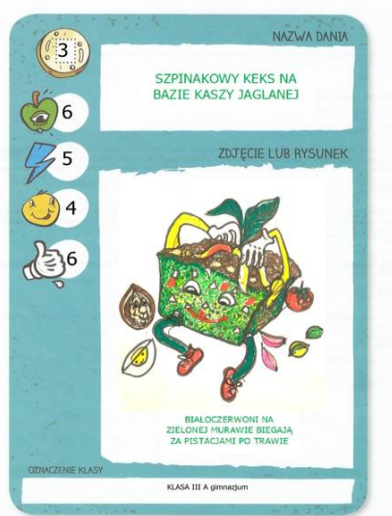 3
NAZWA DANIA
SZPINAKOWY KEKS NA
BAZIE KASZY JAGLANEJ
6
5
4
6
ZDJĘCIE LUB RYSUNEK
BIAŁOCZERWONI NA
ZIELONEJ MURAWIE BIEGAJĄ
ZA PISTACJAMI PO TRAWIE
OZNACZENIE KLASY
KLASA III A gimnazjum